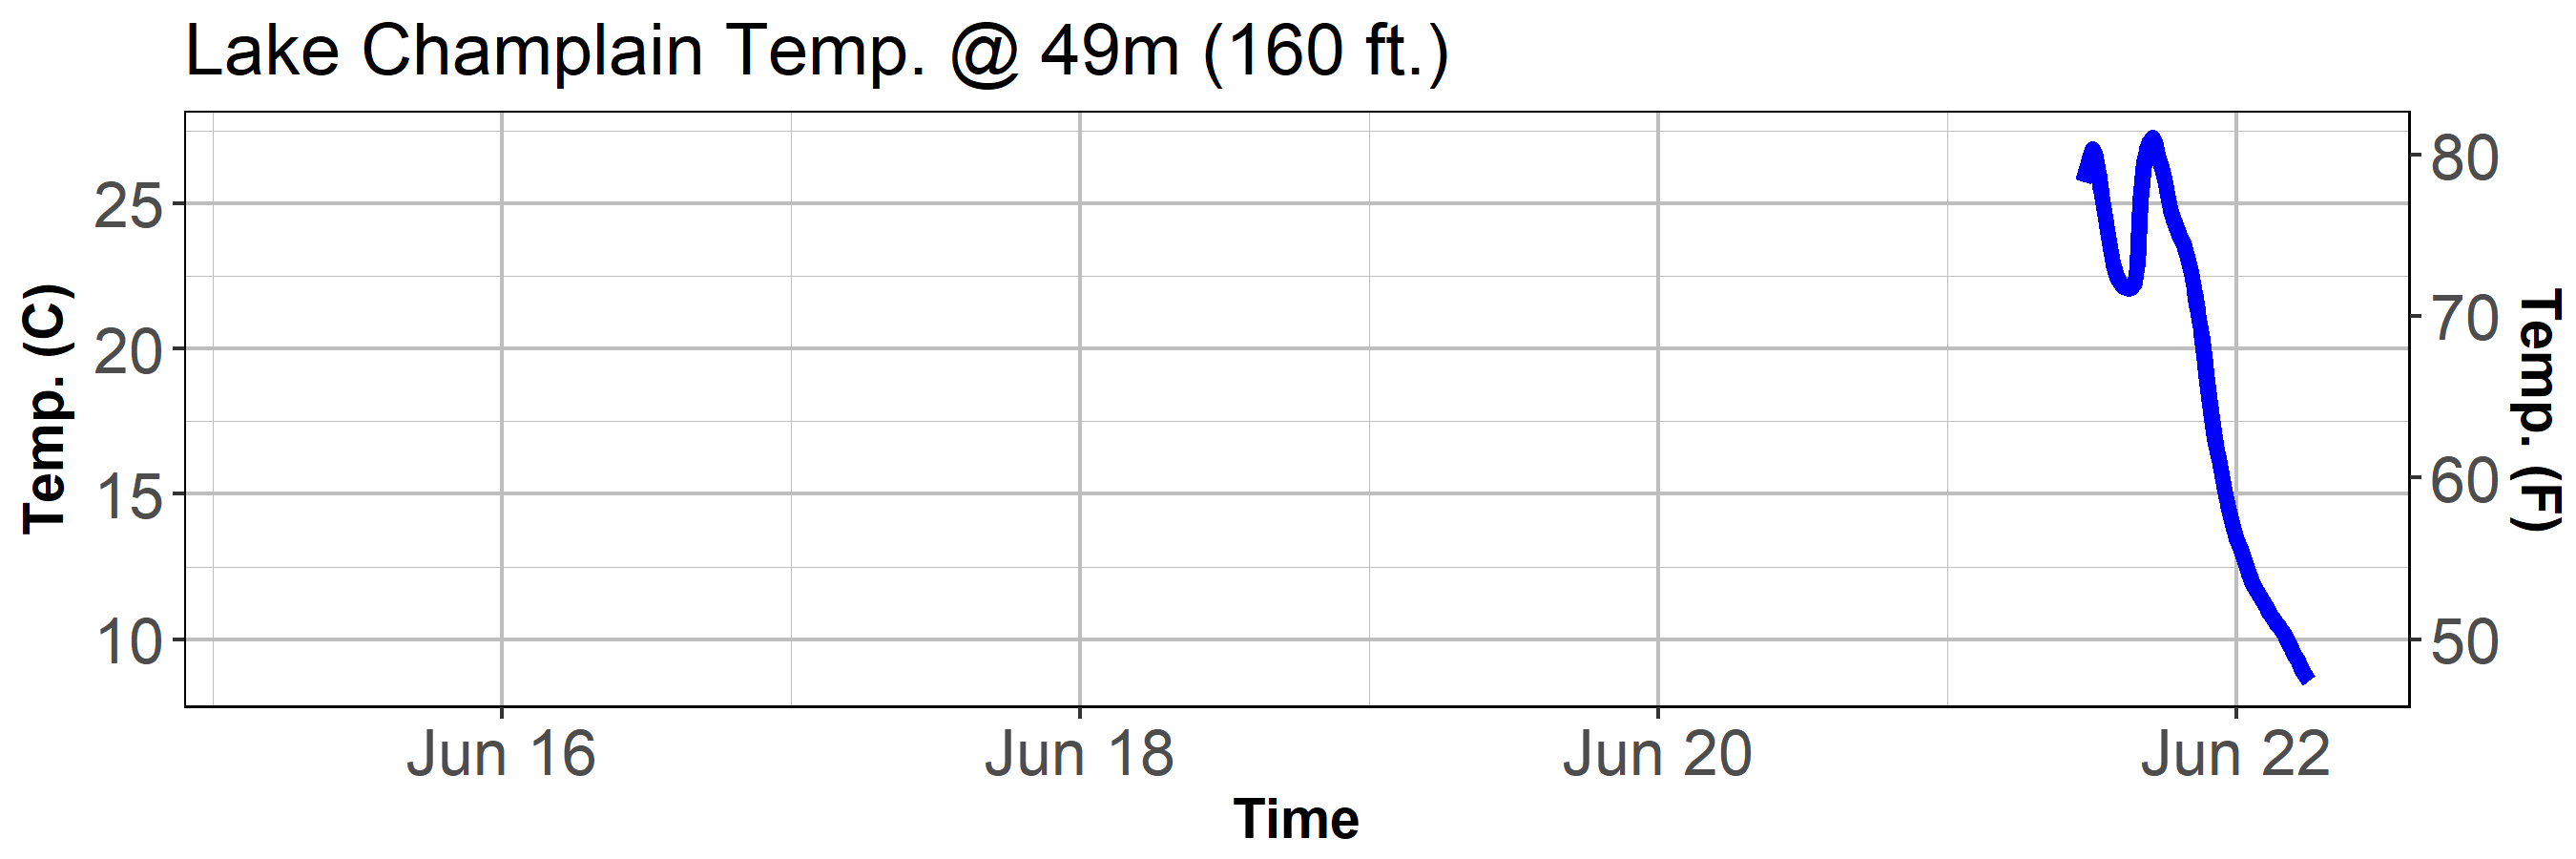 Lake Champlain Temp. @ 49m (160 ft.)
Temp. (C)
25
20
15
10
80
70
60
50
Temp. (F)
Jun 16 Jun 18 Jun 20 Jun 22
Time